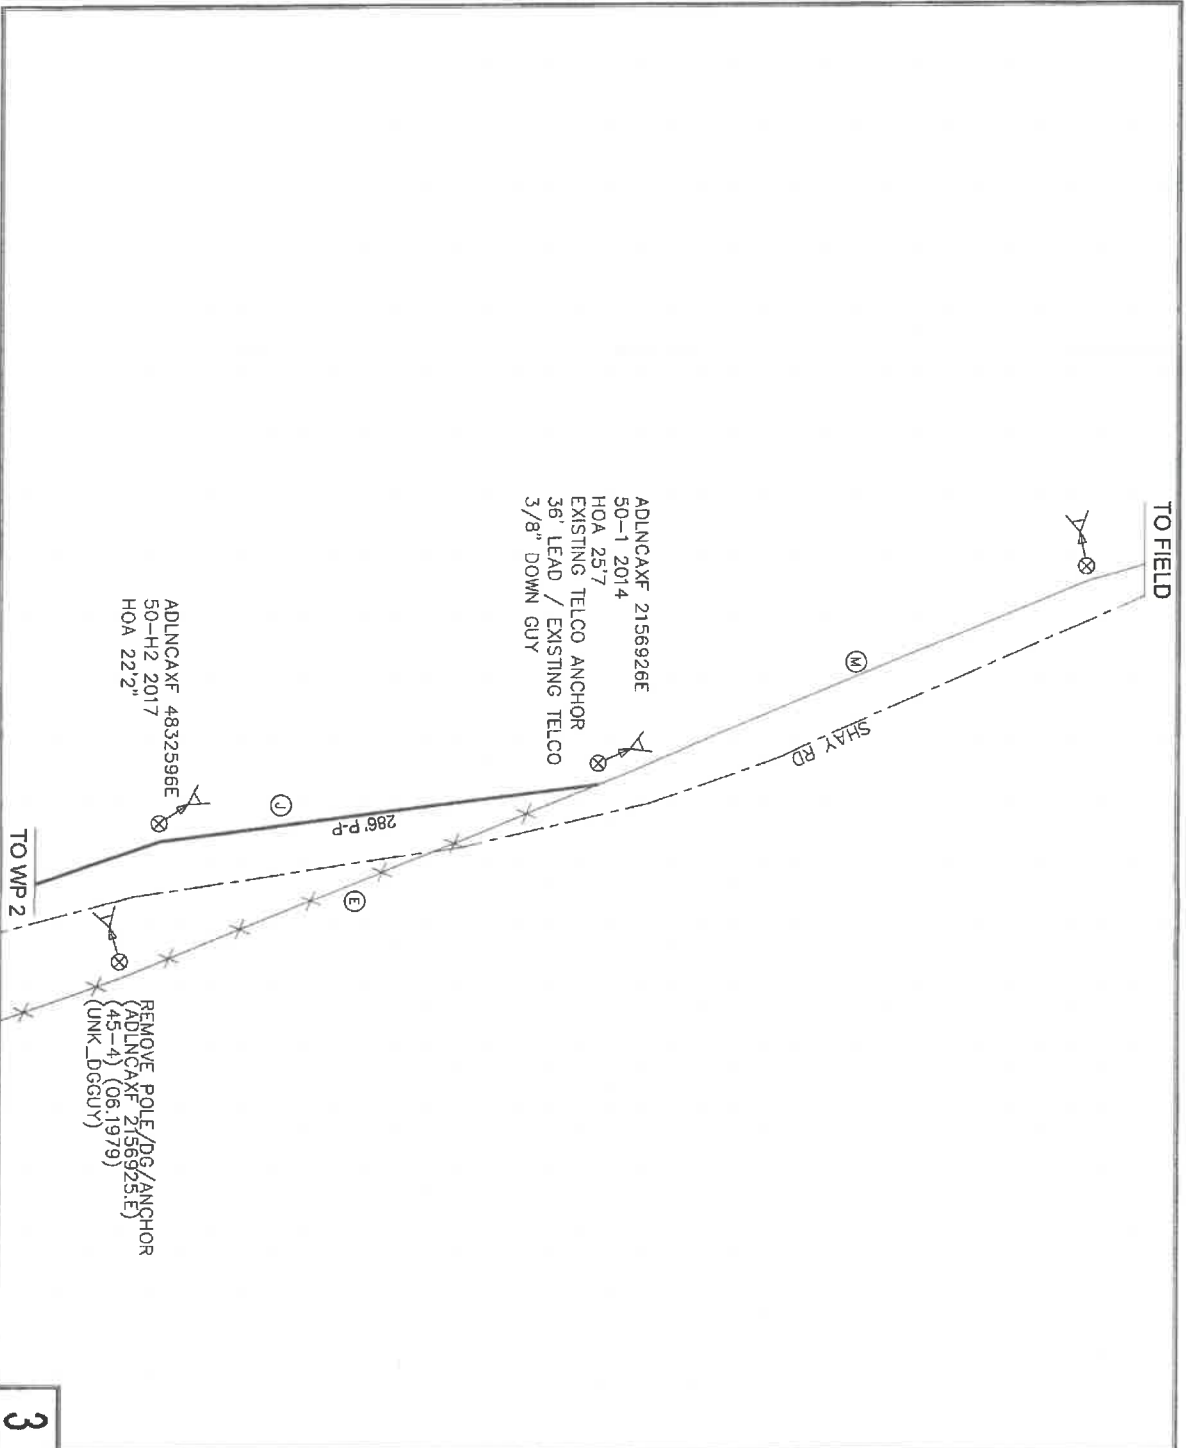 TO FIELD
M
SHAY RD
ADLNCAXF 2156926E
50-1 2014
HOA 25'7
EXISTING TELCO ANCHOR
36' LEAD / EXISTING TELCO
3/8" DOWN GUY
286' P-P
J
E
ADLNCAXF 4832596E
50-H2 2017
HOA 22'2"
REMOVE POLE/DG/ANCHOR
(ADLNCAXF 2156925.E)
(45-4) (06.1979)
(UNK_DGGUY)
TO WP 2
3